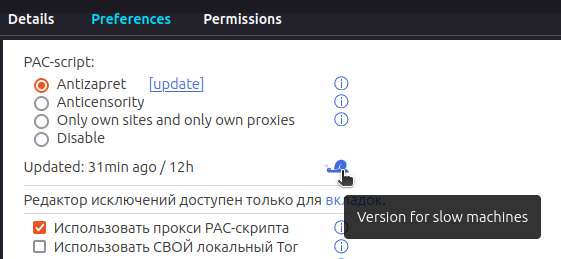 Details Preferences Permissions
PAC-script:
Antizapret [update]
Anticensority
Only own sites and only own proxies
Disable
Updated: 31min ago / 12h
Редактор исключений доступен только для вкладок.
Version for slow machines
Использовать прокси PAC-скрипта
Использовать СВОЙ локальный Tor